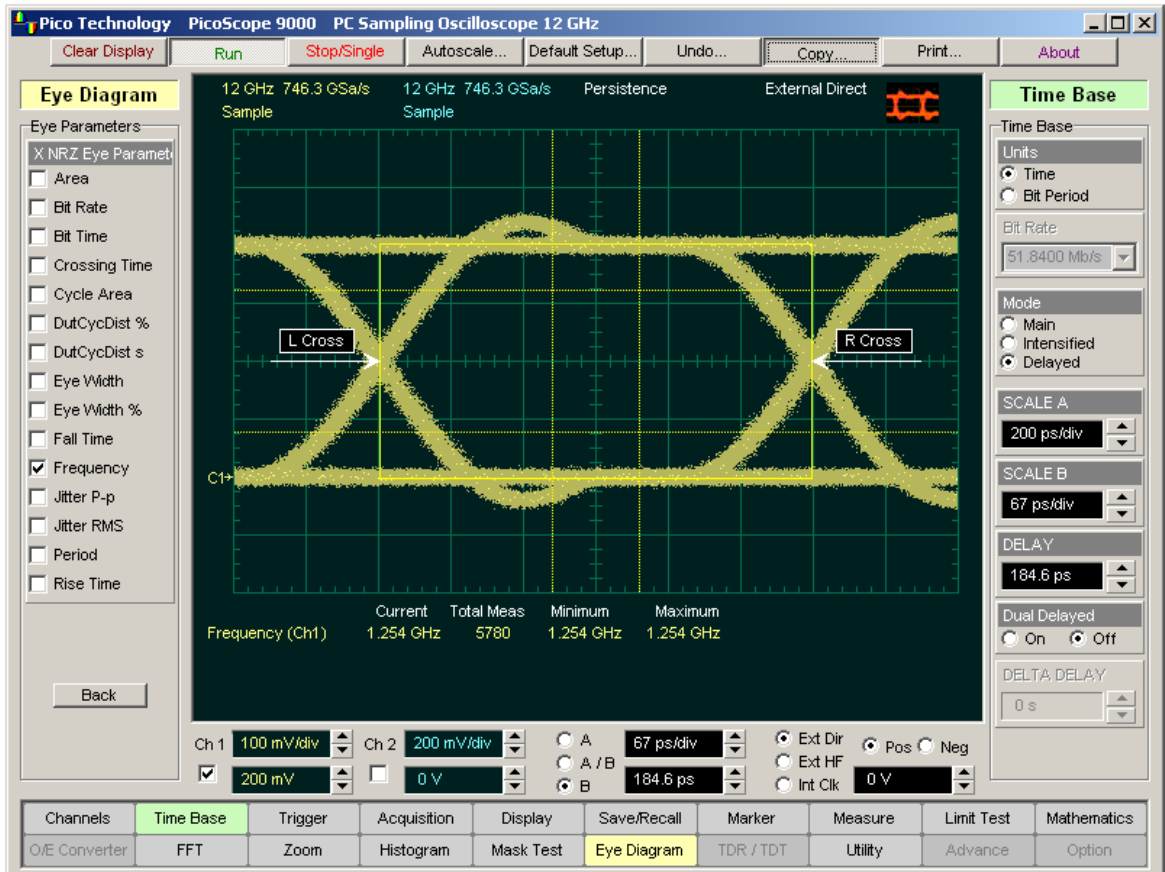 Pico Technology PicoScope 9000 PC Sampling Oscilloscope 12 GHz
Clear Display Run Stop/Single Autoscale... Default Setup... Undo... Copy... Print... About
Eye Diagram
Eye Parameters
X NRZ Eye Paramet
Area
Bit Rate
Bit Time
Crossing Time
Cycle Area
DutCycDist %
DutCycDist s
Eye Width
Eye Width %
Fall Time
Frequency
Jitter P-p
Jitter RMS
Period
Rise Time
Back
12 GHz 746.3 GSa/s 12 GHz 746.3 GSa/s Persistence External Direct
Sample Sample
L Cross R Cross
C1
Current Total Meas Minimum Maximum
Frequency (Ch1) 1.254 GHz 5780 1.254 GHz 1.254 GHz
Time Base
Time Base
Units
Time
Bit Period
Bit Rate
51.8400 Mb/s
Mode
Main
Intensified
Delayed
SCALE A
200 ps/div
SCALE B
67 ps/div
DELAY
184.6 ps
Dual Delayed
On Off
DELTA DELAY
0 s
Ch 1 100 mV/div Ch 2 200 mV/div A 67 ps/div Ext Dir Pos Neg
A / B Ext HF
200 mV 0 V B 184.6 ps Int Clk 0 V
Channels Time Base Trigger Acquisition Display Save/Recall Marker Measure Limit Test Mathematics
O/E Converter FFT Zoom Histogram Mask Test Eye Diagram TDR / TDT Utility Advance Option